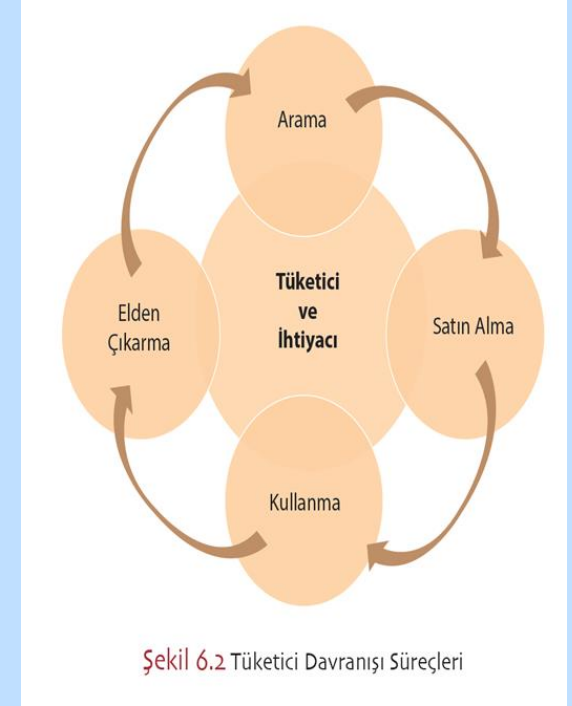 Arama
Tüketici
ve
İhtiyacı
Elden
Çıkarma
Satın Alma
Kullanma
Şekil 6.2 Tüketici Davranışı Süreçleri